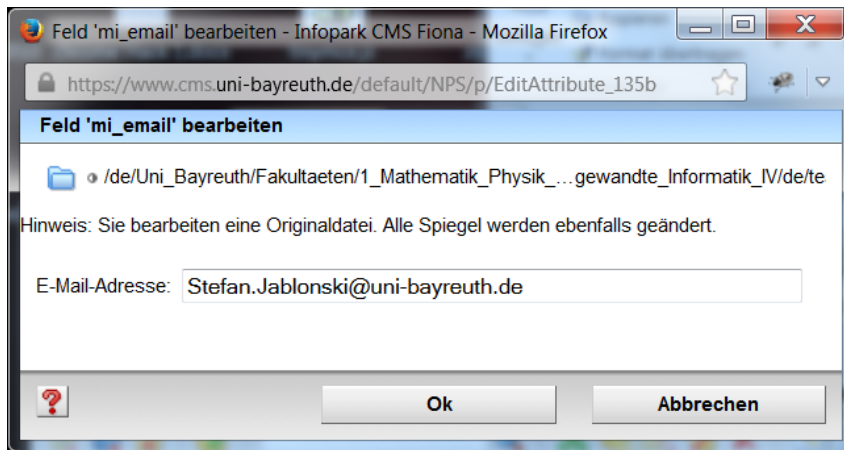 Feld 'mi_email' bearbeiten - Infopark CMS Fiona - Mozilla Firefox
https://www.cms.uni-bayreuth.de/default/NPS/p/EditAttribute_135b
Feld 'mi_email' bearbeiten
/de/Uni_Bayreuth/Fakultaeten/1_Mathematik_Physik_…gewandte_Informatik_IV/de/te
Hinweis: Sie bearbeiten eine Originaldatei. Alle Spiegel werden ebenfalls geändert.
E-Mail-Adresse: Stefan.Jablonski@uni-bayreuth.de
? Ok Abbrechen